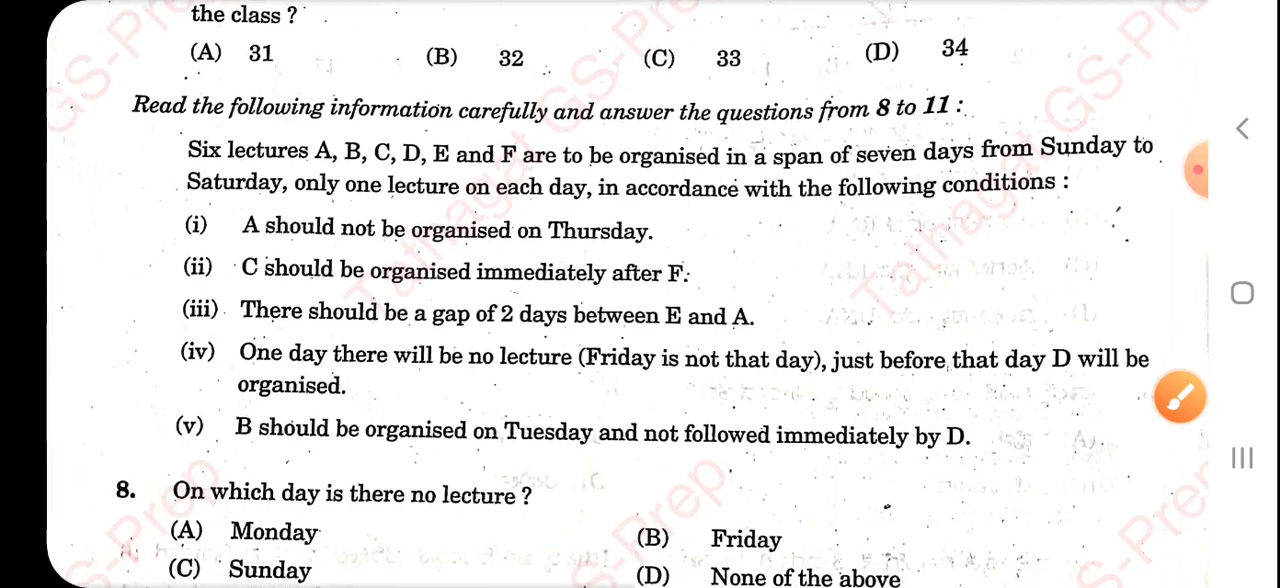 the class ?
(A) 31 (B) 32 (C) 33 (D) 34
Read the following information carefully and answer the questions from 8 to 11 :
Six lectures A, B, C, D, E and F are to be organised in a span of seven days from Sunday to
Saturday, only one lecture on each day, in accordance with the following conditions :
(i) A should not be organised on Thursday.
(ii) C should be organised immediately after F.
(iii) There should be a gap of 2 days between E and A.
(iv) One day there will be no lecture (Friday is not that day), just before that day D will be
organised.
(v) B should be organised on Tuesday and not followed immediately by D.
8. On which day is there no lecture ?
(A) Monday (B) Friday
(C) Sunday (D) None of the above